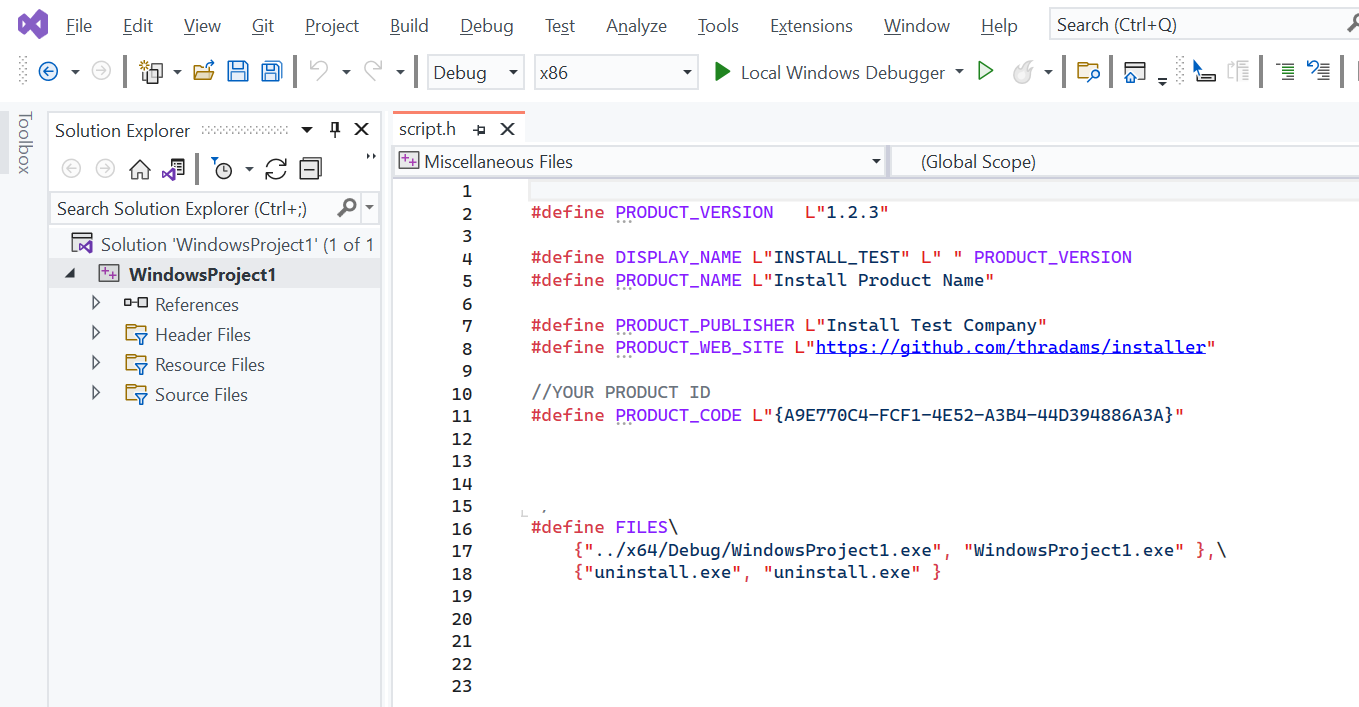 File Edit View Git Project Build Debug Test Analyze Tools Extensions Window Help Search (Ctrl+Q)
Debug x86 Local Windows Debugger
Toolbox
Solution Explorer
Search Solution Explorer (Ctrl+;)
Solution 'WindowsProject1' (1 of 1
WindowsProject1
References
Header Files
Resource Files
Source Files
script.h
Miscellaneous Files (Global Scope)
1
2 #define PRODUCT_VERSION   L"1.2.3"
3
4 #define DISPLAY_NAME L"INSTALL_TEST" L" " PRODUCT_VERSION
5 #define PRODUCT_NAME L"Install Product Name"
6
7 #define PRODUCT_PUBLISHER L"Install Test Company"
8 #define PRODUCT_WEB_SITE L"https://github.com/thradams/installer"
9
10 //YOUR PRODUCT ID
11 #define PRODUCT_CODE L"{A9E770C4-FCF1-4E52-A3B4-44D394886A3A}"
12
13
14
15
16 #define FILES\
17     {"../x64/Debug/WindowsProject1.exe", "WindowsProject1.exe" },\
18     {"uninstall.exe", "uninstall.exe" }
19
20
21
22
23